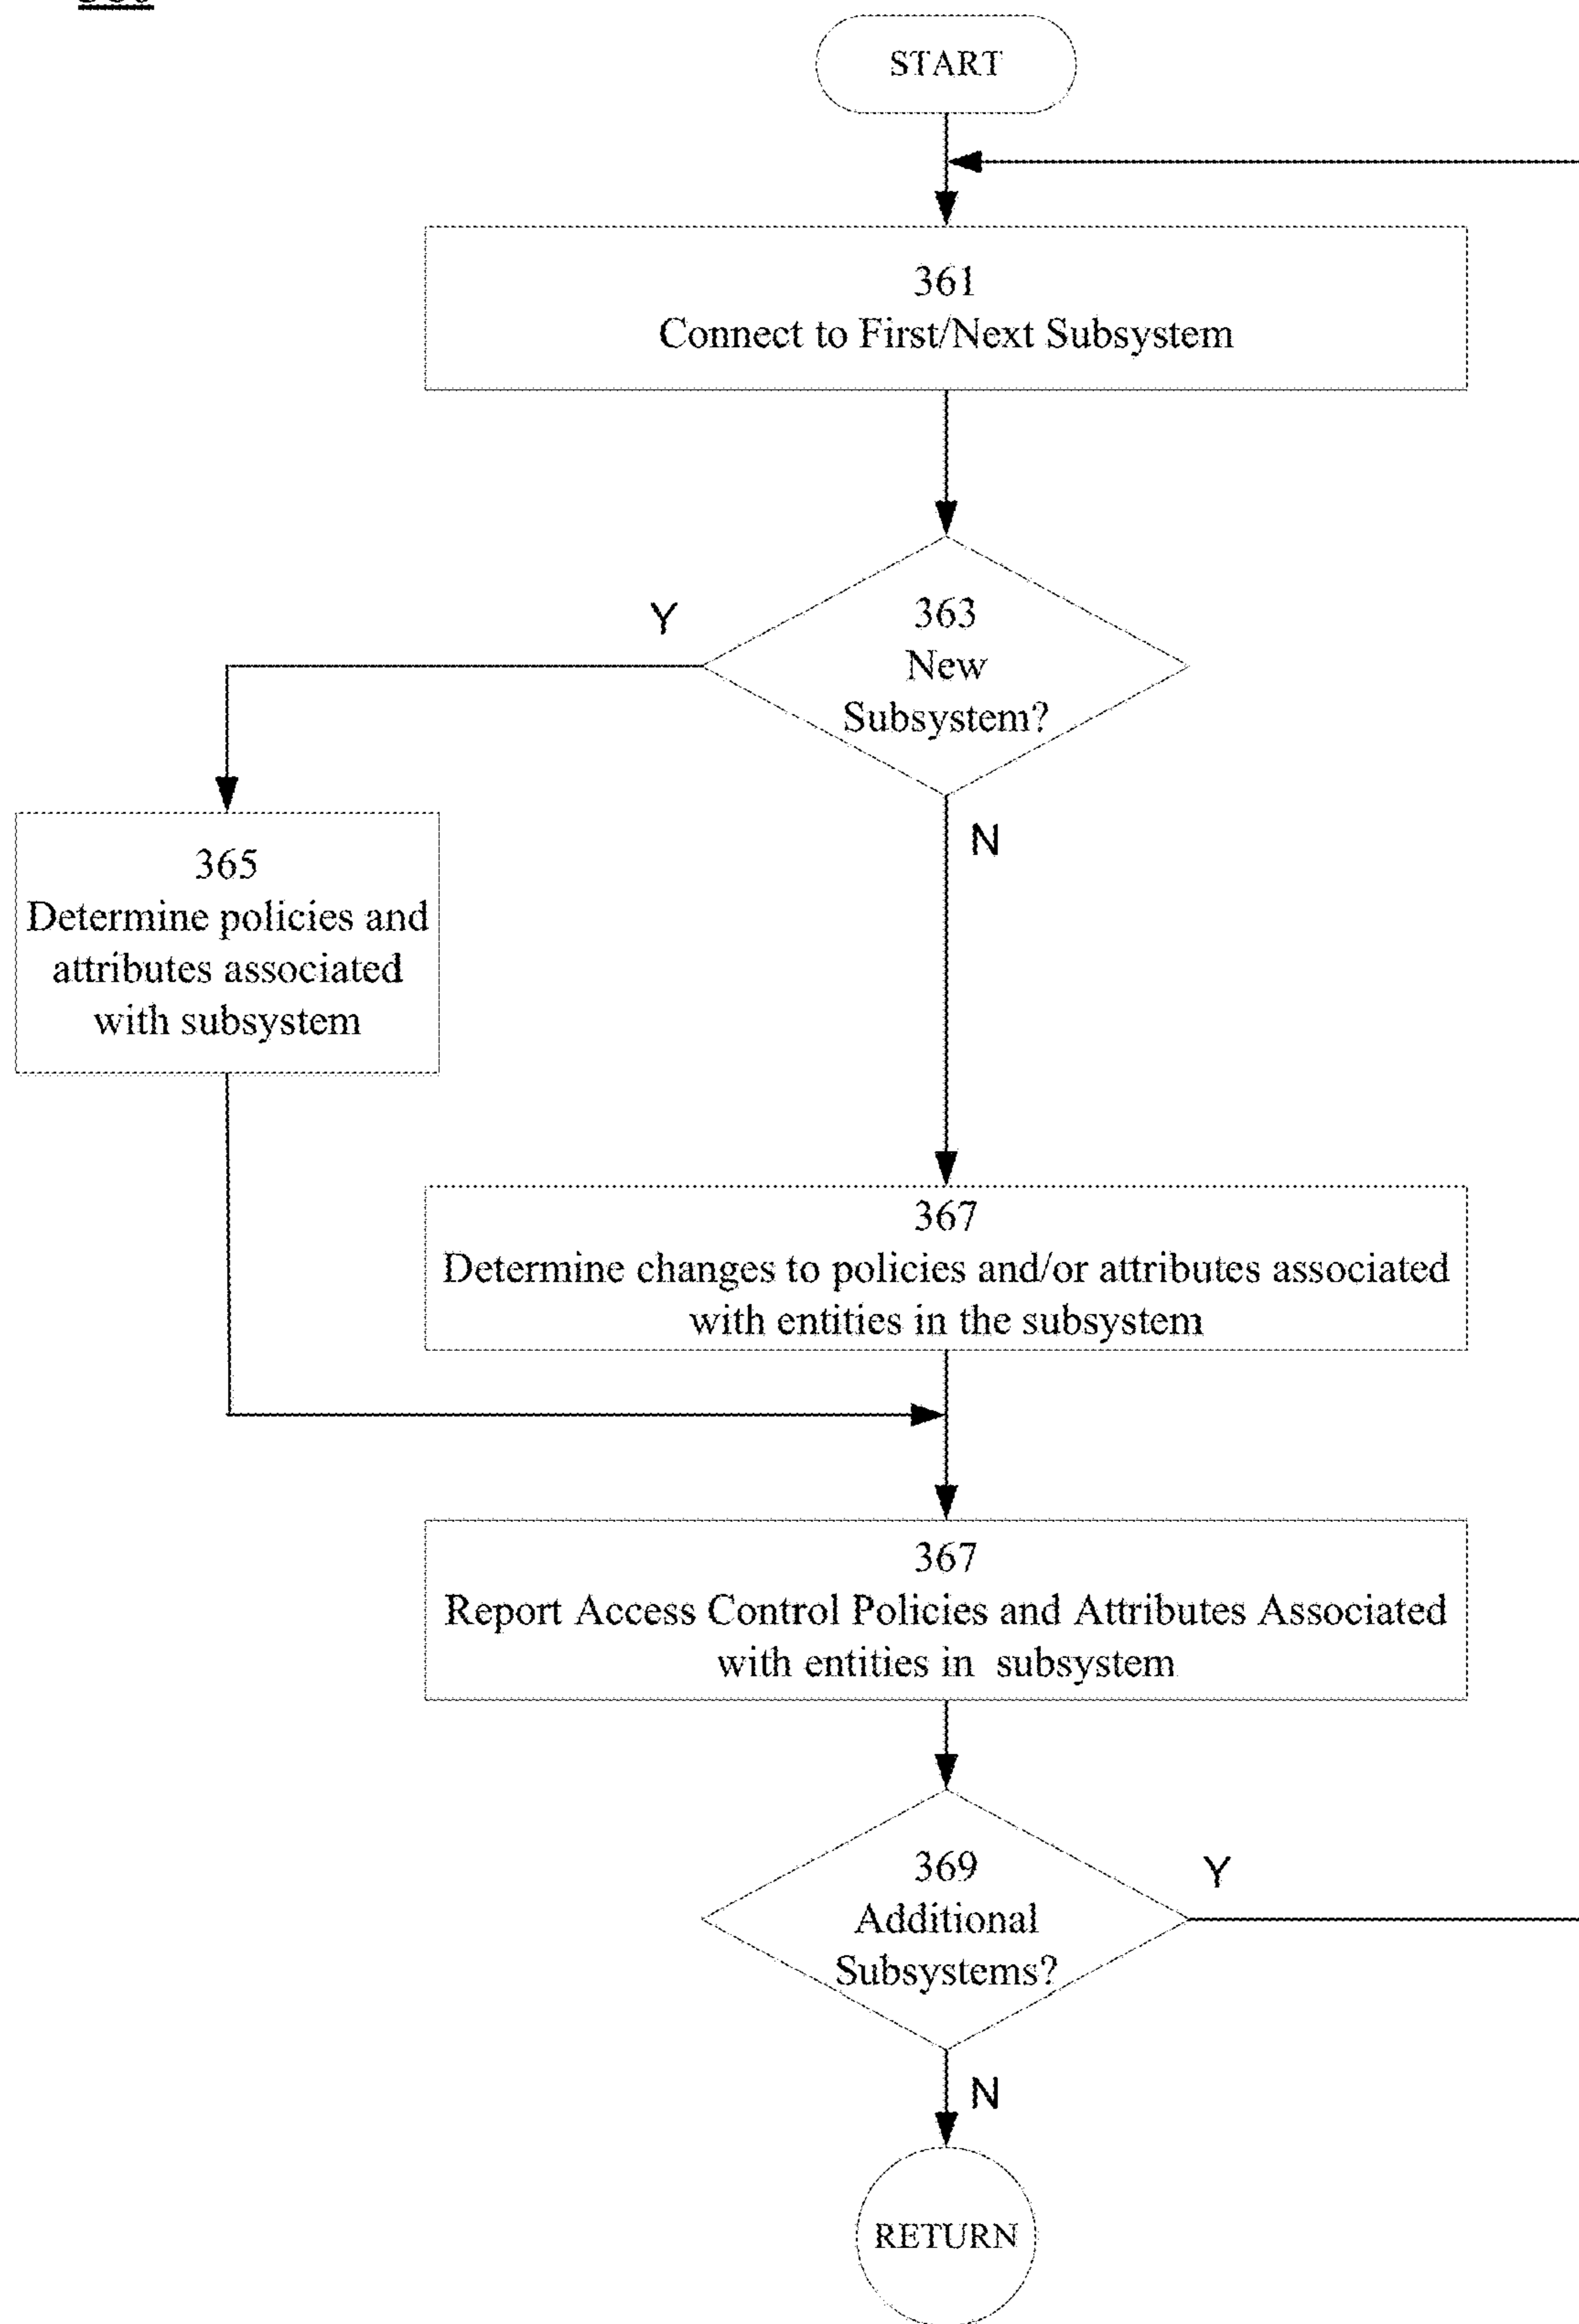 START
361
Connect to First/Next Subsystem
363
New
Subsystem?
Y
N
365
Determine policies and
attributes associated
with subsystem
367
Determine changes to policies and/or attributes associated
with entities in the subsystem
367
Report Access Control Policies and Attributes Associated
with entities in subsystem
369
Additional
Subsystems?
Y
N
RETURN